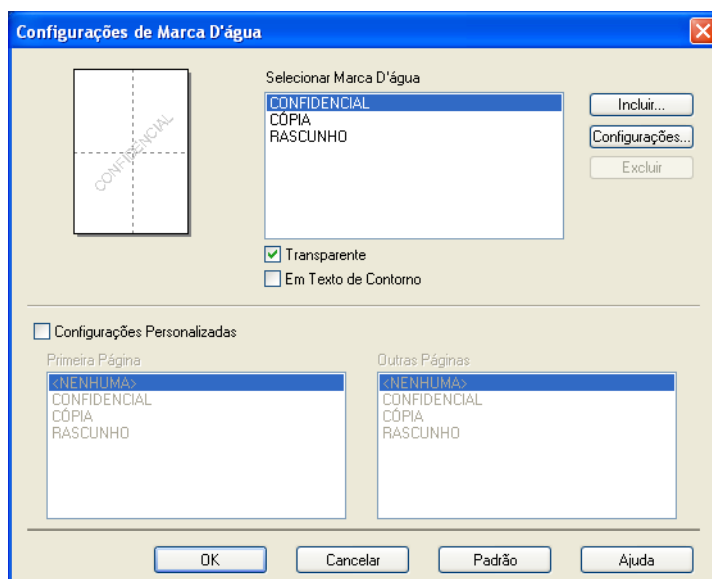 Configurações de Marca D'água
CONFIDENCIAL
Selecionar Marca D'água
CONFIDENCIAL
CÓPIA
RASCUNHO
Incluir...
Configurações...
Excluir
Transparente
Em Texto de Contorno
Configurações Personalizadas
Primeira Página
<NENHUMA>
CONFIDENCIAL
CÓPIA
RASCUNHO
Outras Páginas
<NENHUMA>
CONFIDENCIAL
CÓPIA
RASCUNHO
OK Cancelar Padrão Ajuda